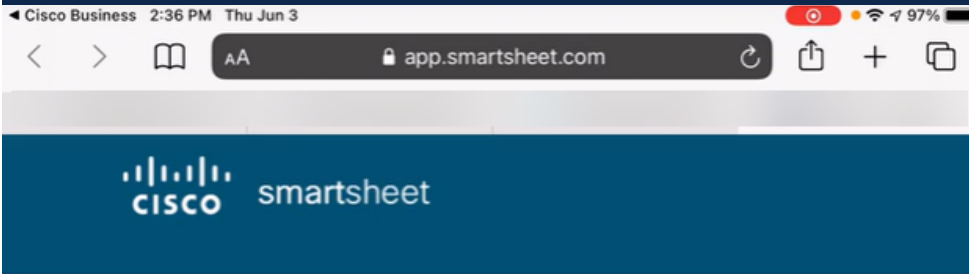 Cisco Business 2:36 PM Thu Jun 3 97%
AA app.smartsheet.com
CISCO smartsheet